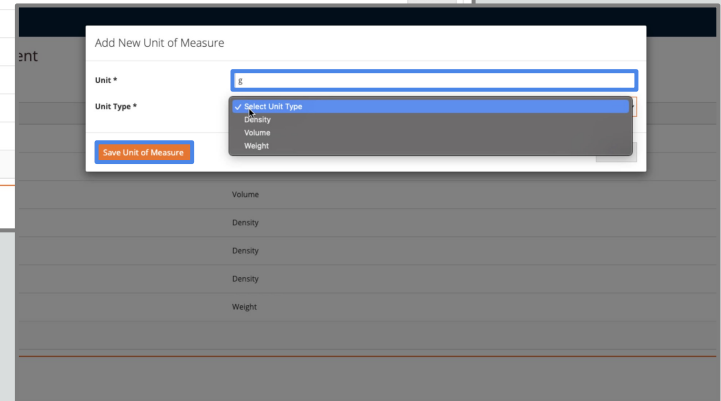 ent
Add New Unit of Measure
Unit *
g
Unit Type *
✓ Select Unit Type
Density
Volume
Weight
Save Unit of Measure
Volume
Density
Density
Density
Weight